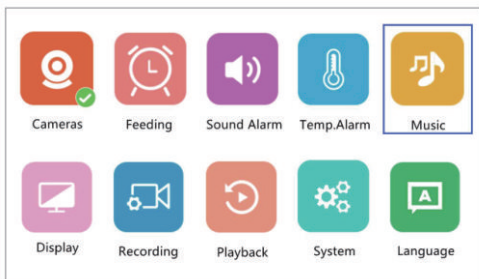 Cameras Feeding Sound Alarm Temp.Alarm Music
A
Display Recording Playback System Language